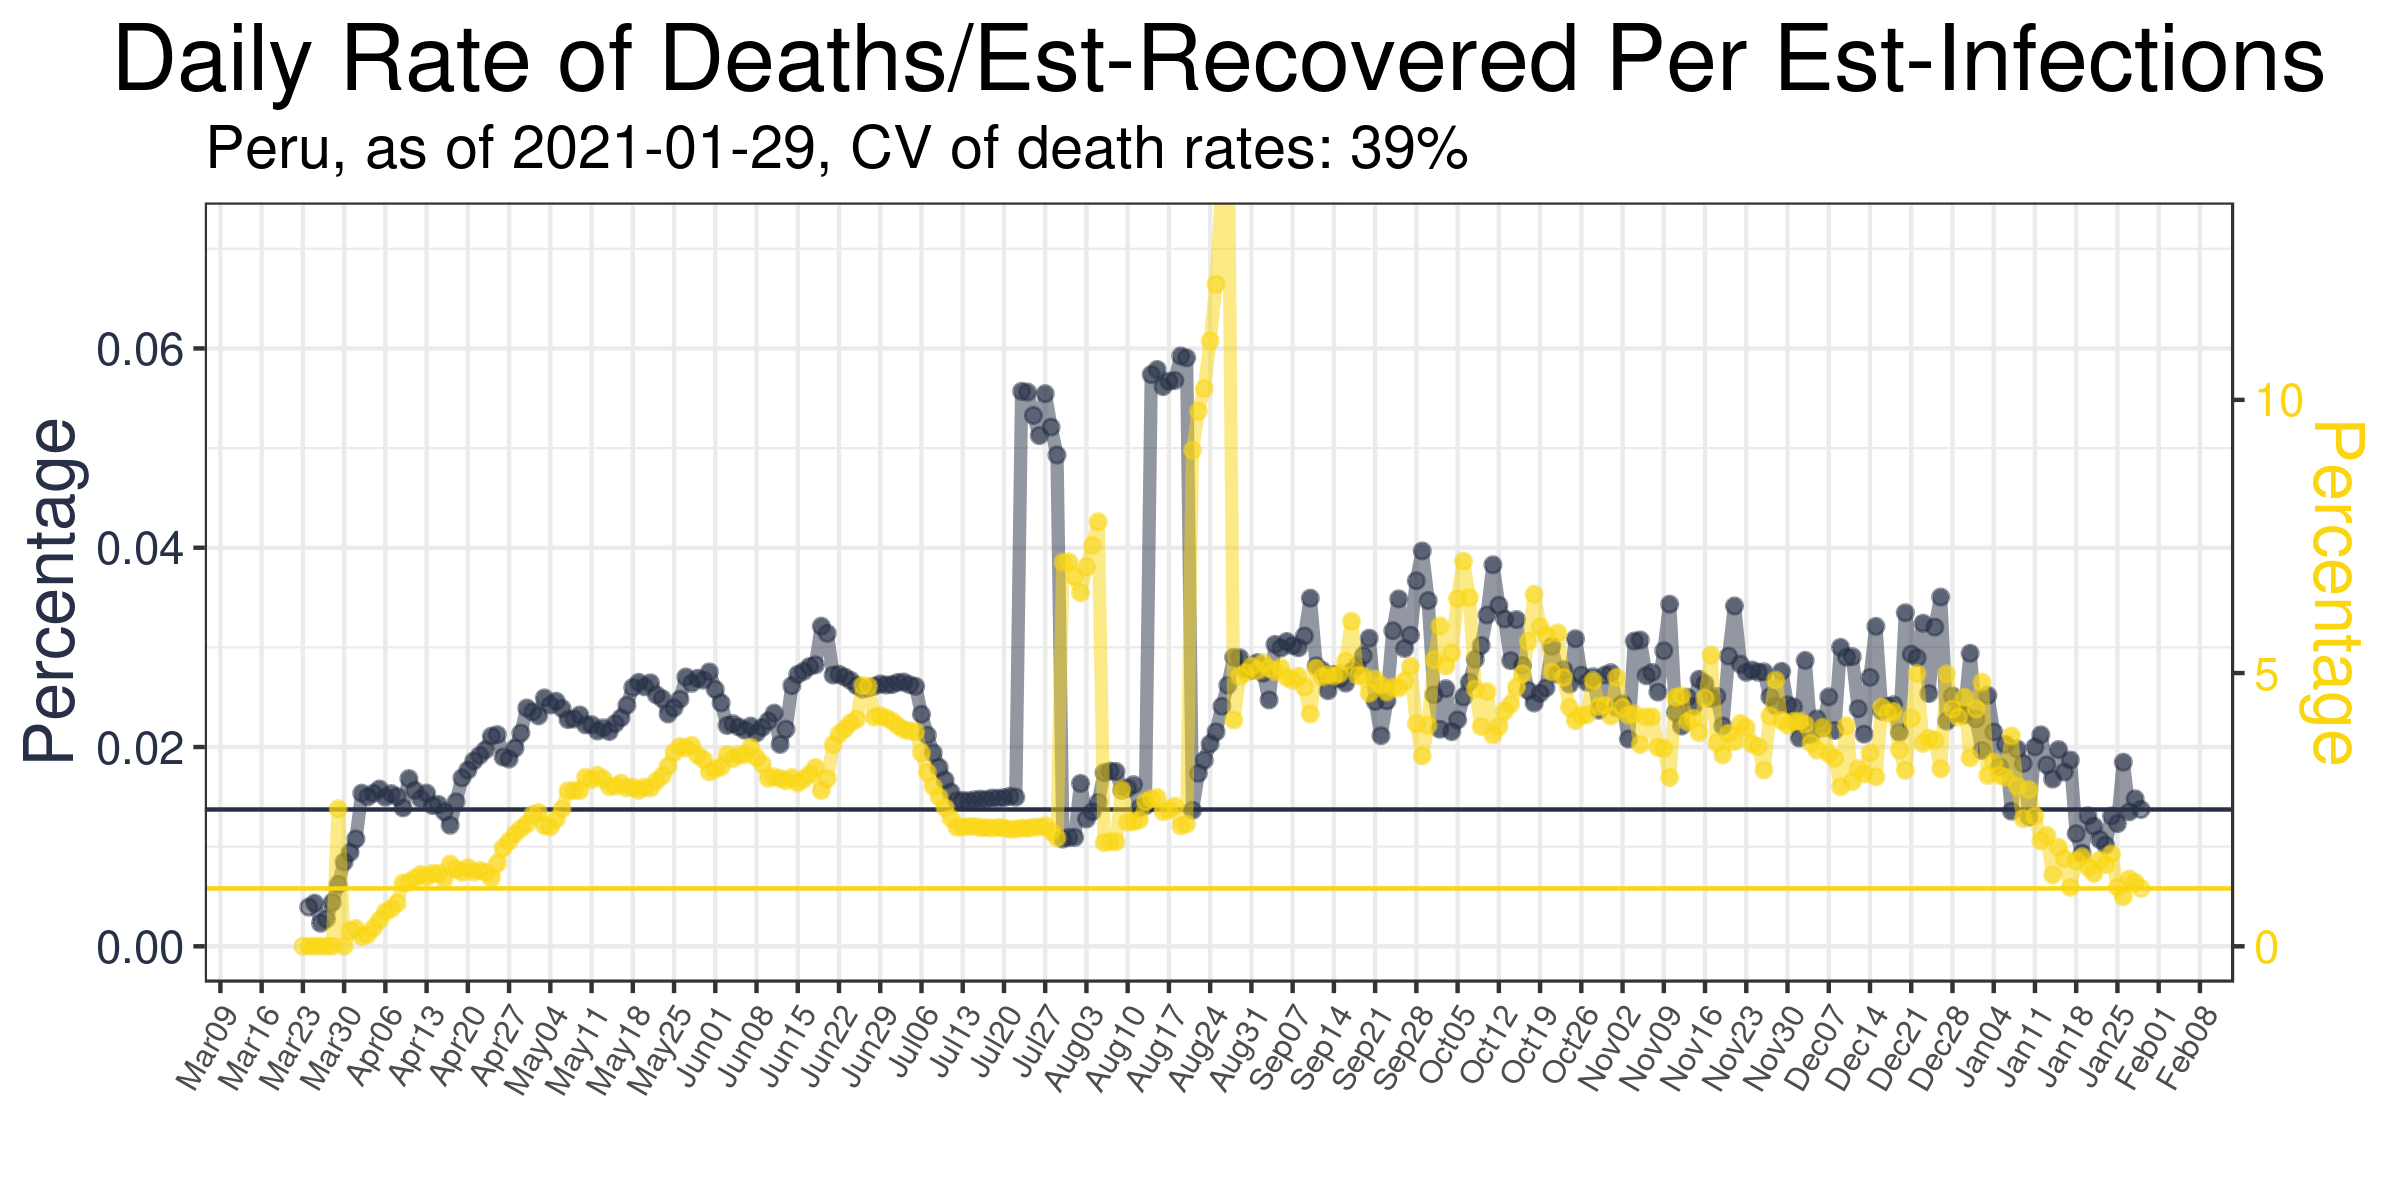 Daily Rate of Deaths/Est-Recovered Per Est-Infections
Peru, as of 2021-01-29, CV of death rates: 39%
Percentage
0.06
0.04
0.02
0.00
10
5
0
Percentage
Mar09
Mar16
Mar23
Mar30
Apr06
Apr13
Apr20
Apr27
May04
May11
May18
May25
Jun01
Jun08
Jun15
Jun22
Jun29
Jul06
Jul13
Jul20
Jul27
Aug03
Aug10
Aug17
Aug24
Aug31
Sep07
Sep14
Sep21
Sep28
Oct05
Oct12
Oct19
Oct26
Nov02
Nov09
Nov16
Nov23
Nov30
Dec07
Dec14
Dec21
Dec28
Jan04
Jan11
Jan18
Jan25
Feb01
Feb08